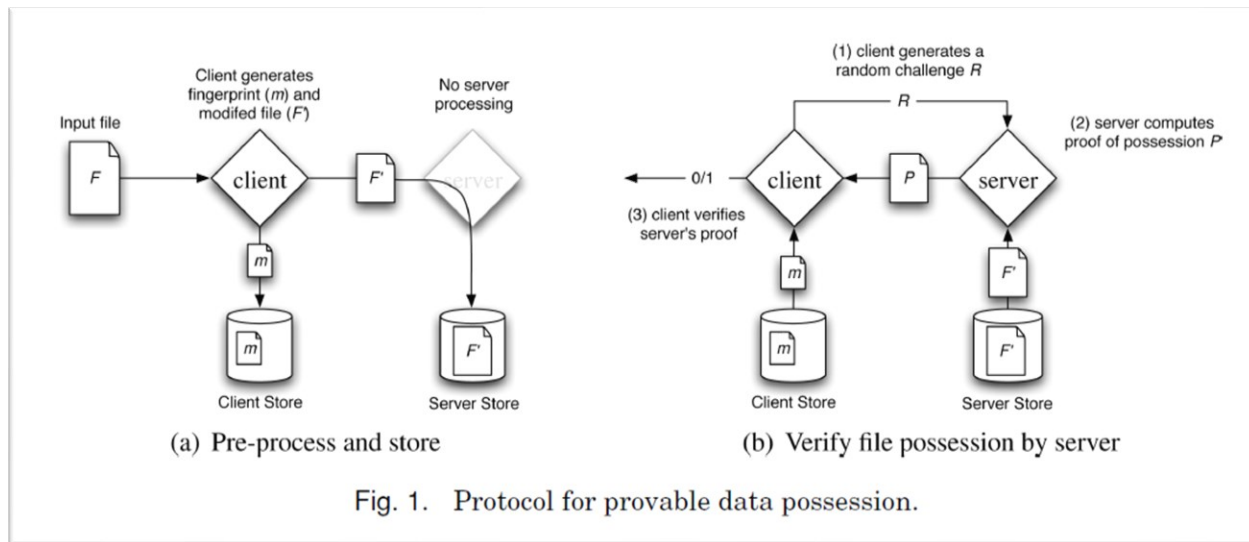 Client generates
fingerprint (m) and
modifed file (F')
No server
processing
Input file
F
client
F'
server
m
m
F'
Client Store
Server Store
(a) Pre-process and store
(1) client generates a
random challenge R
R
(2) server computes
proof of possession P
0/1
client
P
server
(3) client verifies
server's proof
m
F'
m
F'
Client Store
Server Store
(b) Verify file possession by server
Fig. 1. Protocol for provable data possession.